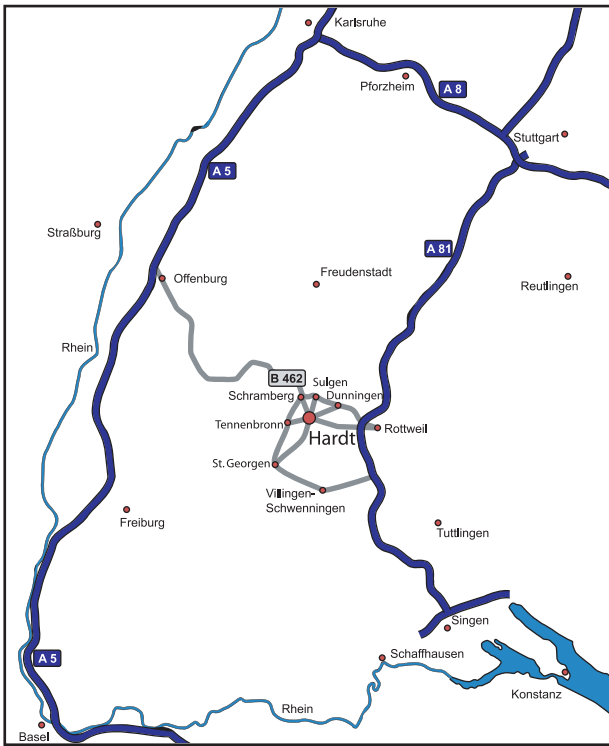 Karlsruhe
Pforzheim
A 8
Stuttgart
A 5
Straßburg
A 81
Offenburg
Freudenstadt
Reutlingen
Rhein
B 462
Sulgen
Schramberg
Dunningen
Tennenbronn
Hardt
Rottweil
St. Georgen
Villingen-
Schwenningen
Freiburg
Tuttlingen
Singen
A 5
Schaffhausen
Konstanz
Rhein
Basel